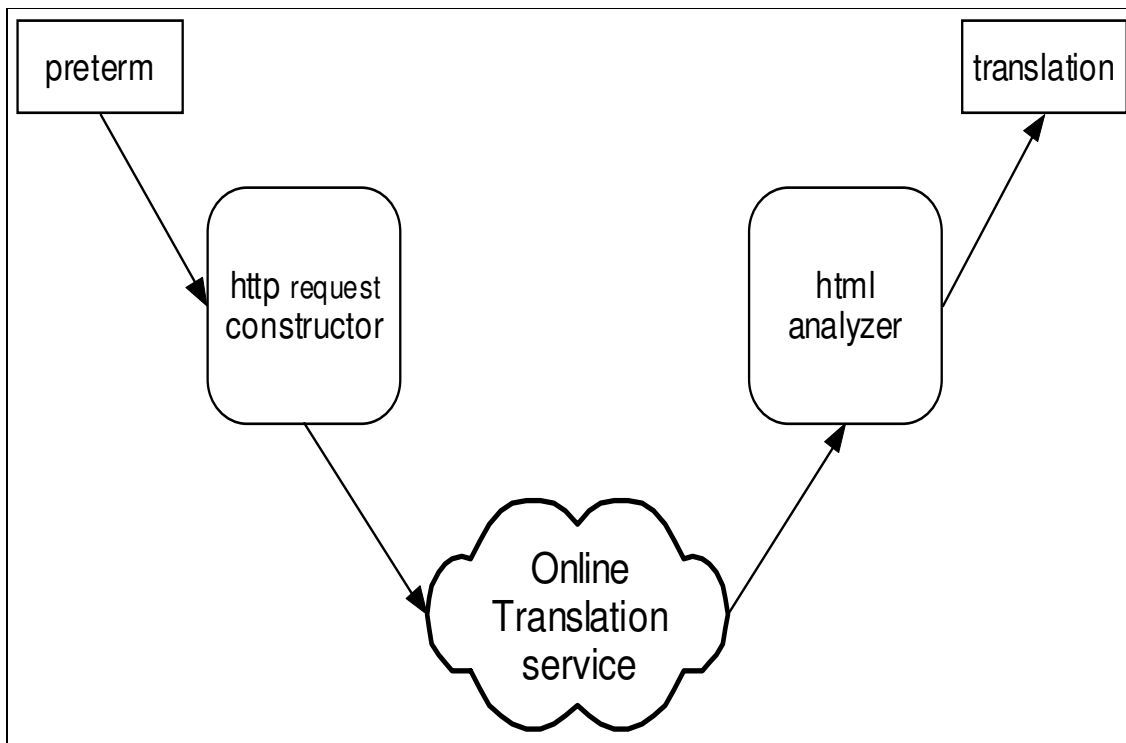 preterm
translation
http request
constructor
html
analyzer
Online
Translation
service